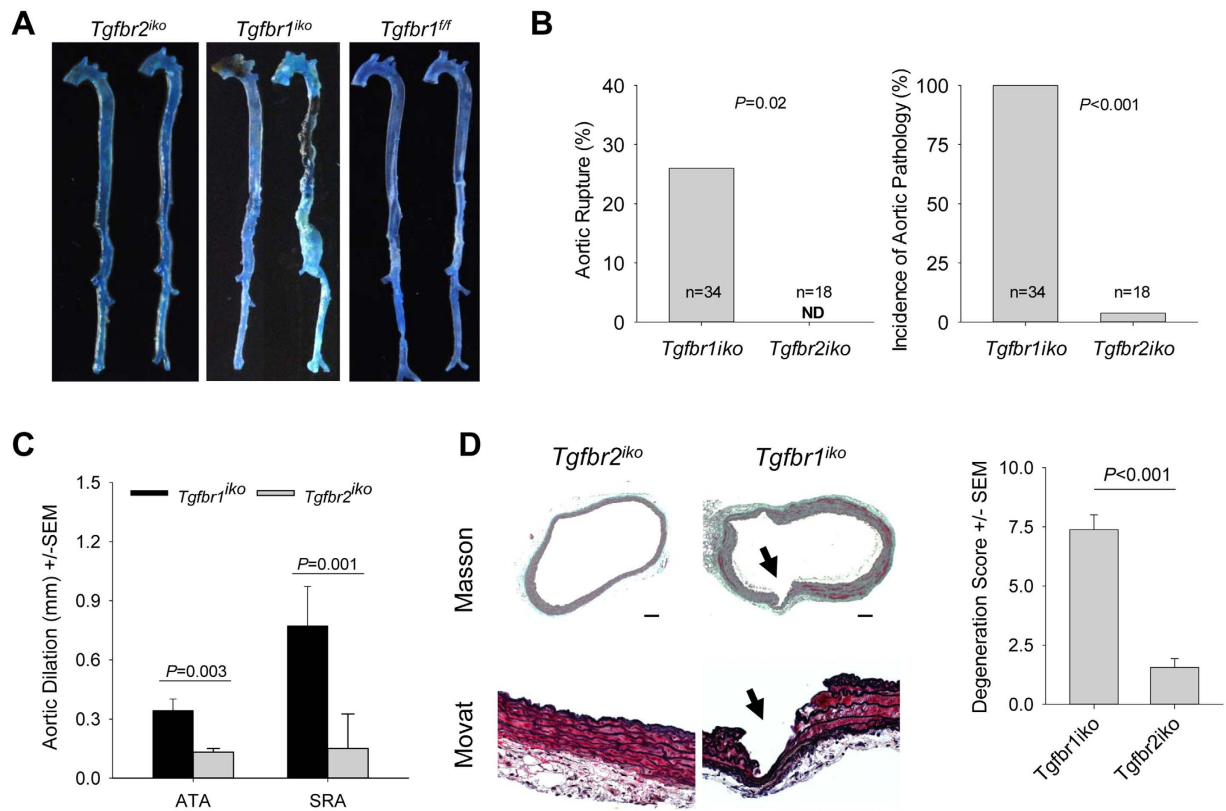 A
Tgfbr2iko
Tgfbr1iko
Tgfbr1f/f
B
Aortic Rupture (%)
40
30
20
10
0
P=0.02
n=34
n=18
ND
Tgfbr1iko
Tgfbr2iko
Incidence of Aortic Pathology (%)
100
75
50
25
0
P<0.001
n=34
n=18
Tgfbr1iko
Tgfbr2iko
C
Aortic Dilation (mm) +/-SEM
1.5
1.2
0.9
0.6
0.3
0.0
Tgfbr1iko
Tgfbr2iko
P=0.003
P=0.001
ATA
SRA
D
Tgfbr2iko
Tgfbr1iko
Masson
Movat
Degeneration Score +/- SEM
10.0
7.5
5.0
2.5
0.0
P<0.001
Tgfbr1iko
Tgfbr2iko